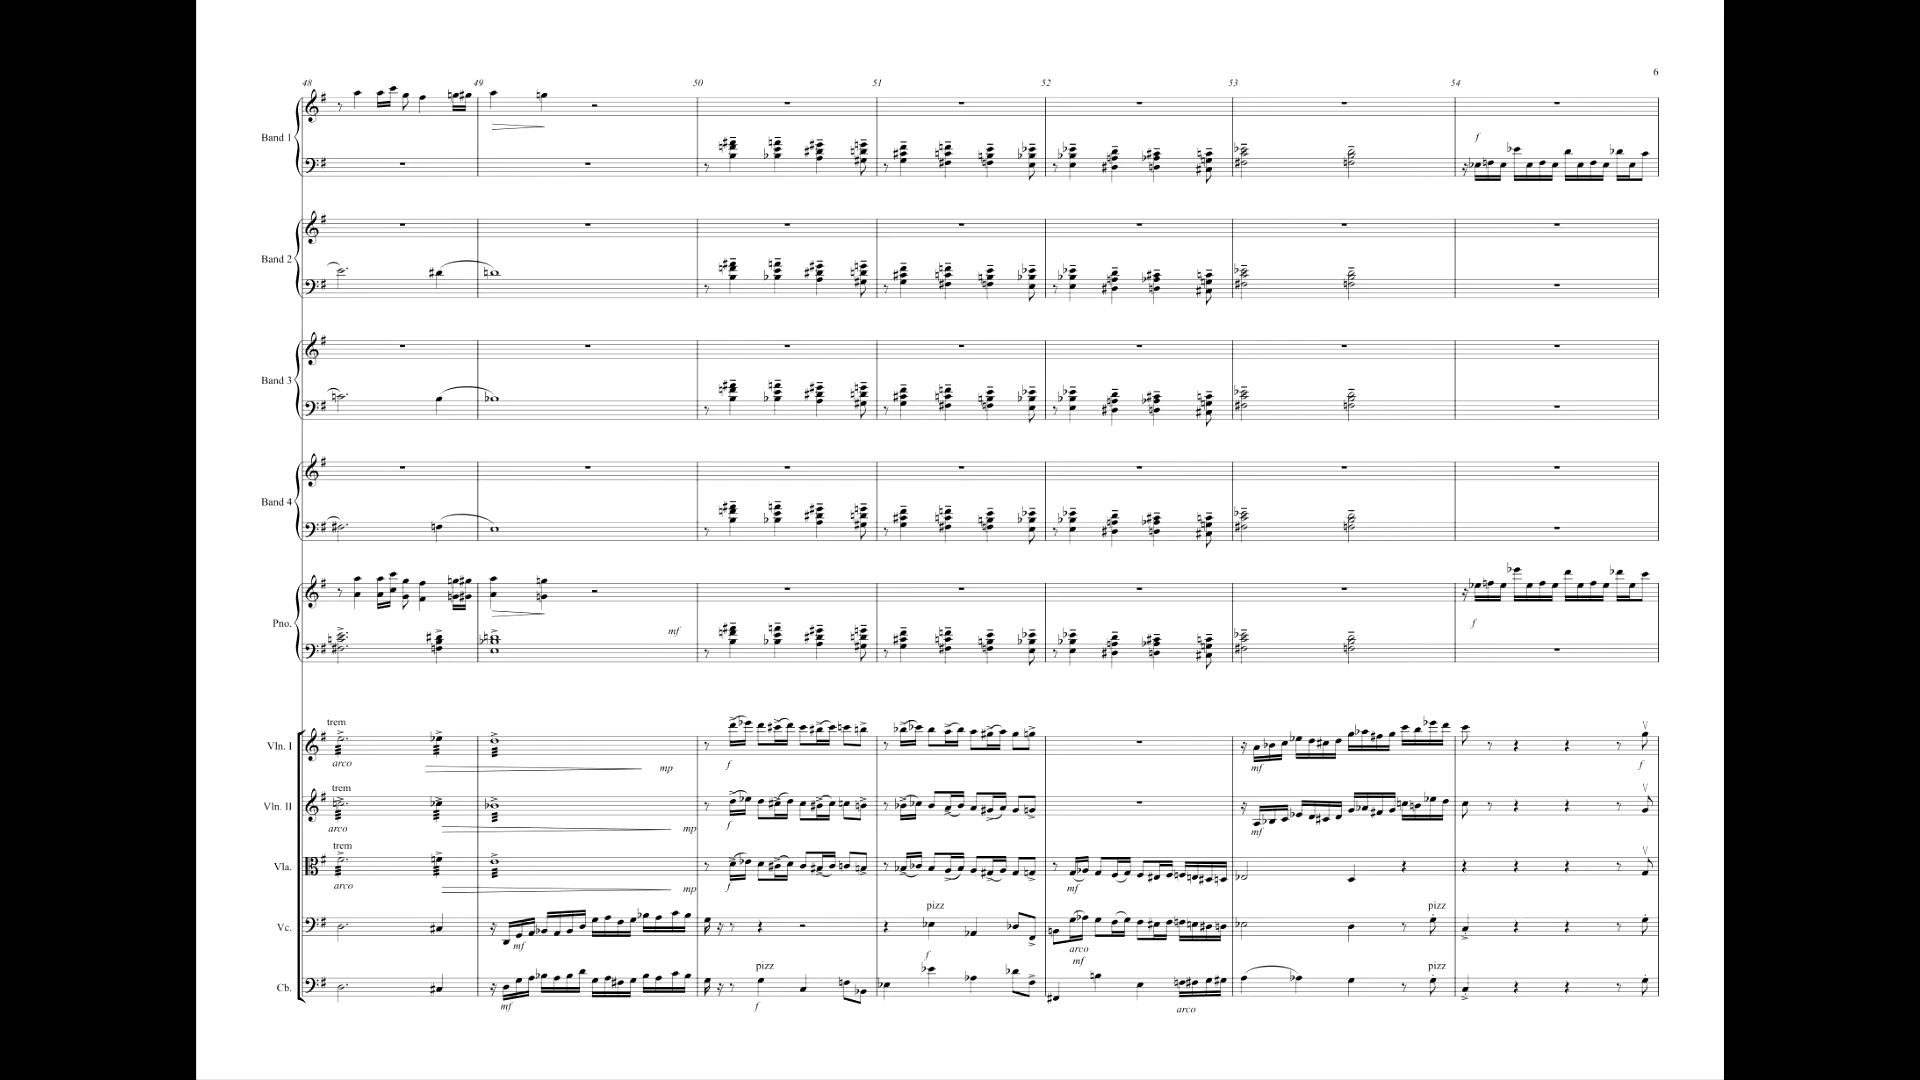 6
48 49 50 51 52 53 54
Band 1
f
Band 2
Band 3
Band 4
Pno.
mf
f
trem
Vln. I
arco
mp
f
mf
f
trem
Vln. II
arco
mp
f
mf
trem
Vla.
arco
mp
f
mf
pizz
pizz
Vc.
mf
arco
f
mf
pizz
pizz
Cb.
mf
f
arco